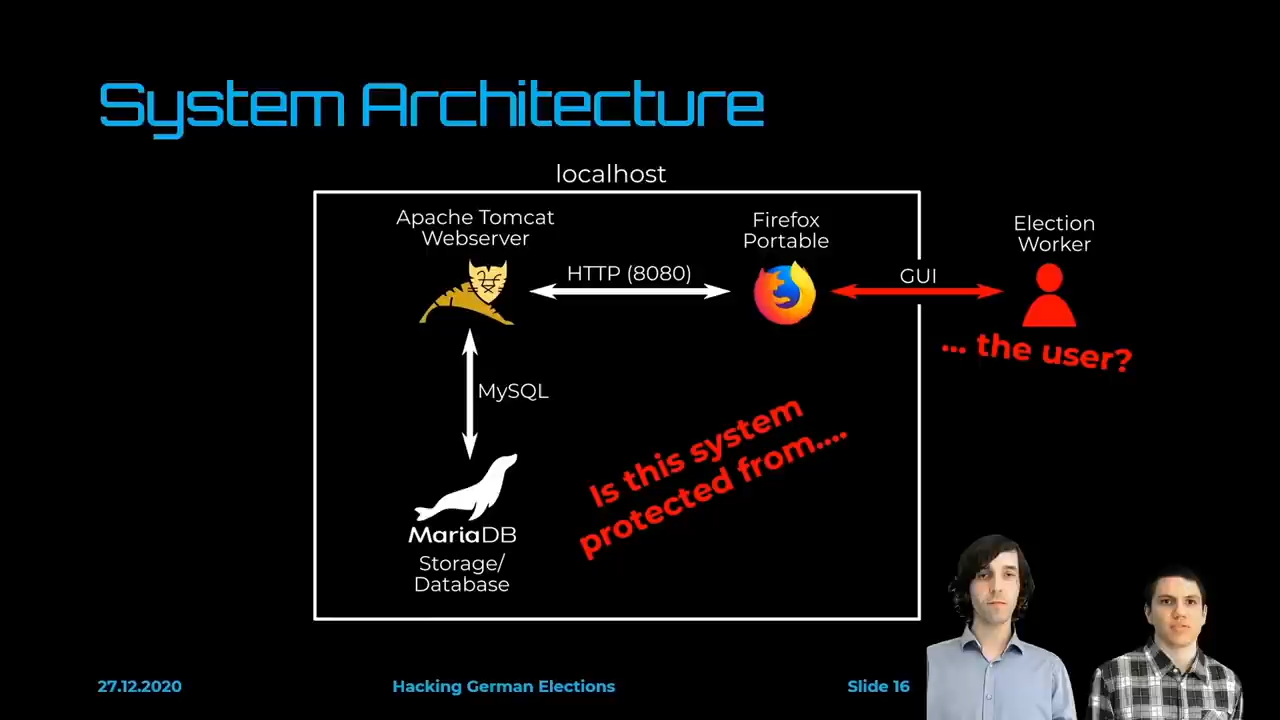 System Architecture
localhost
Apache Tomcat
Webserver
HTTP (8080)
Firefox
Portable
GUI
Election
Worker
... the user?
MySQL
Is this system
protected from....
MariaDB
Storage/
Database
27.12.2020
Hacking German Elections
Slide 16